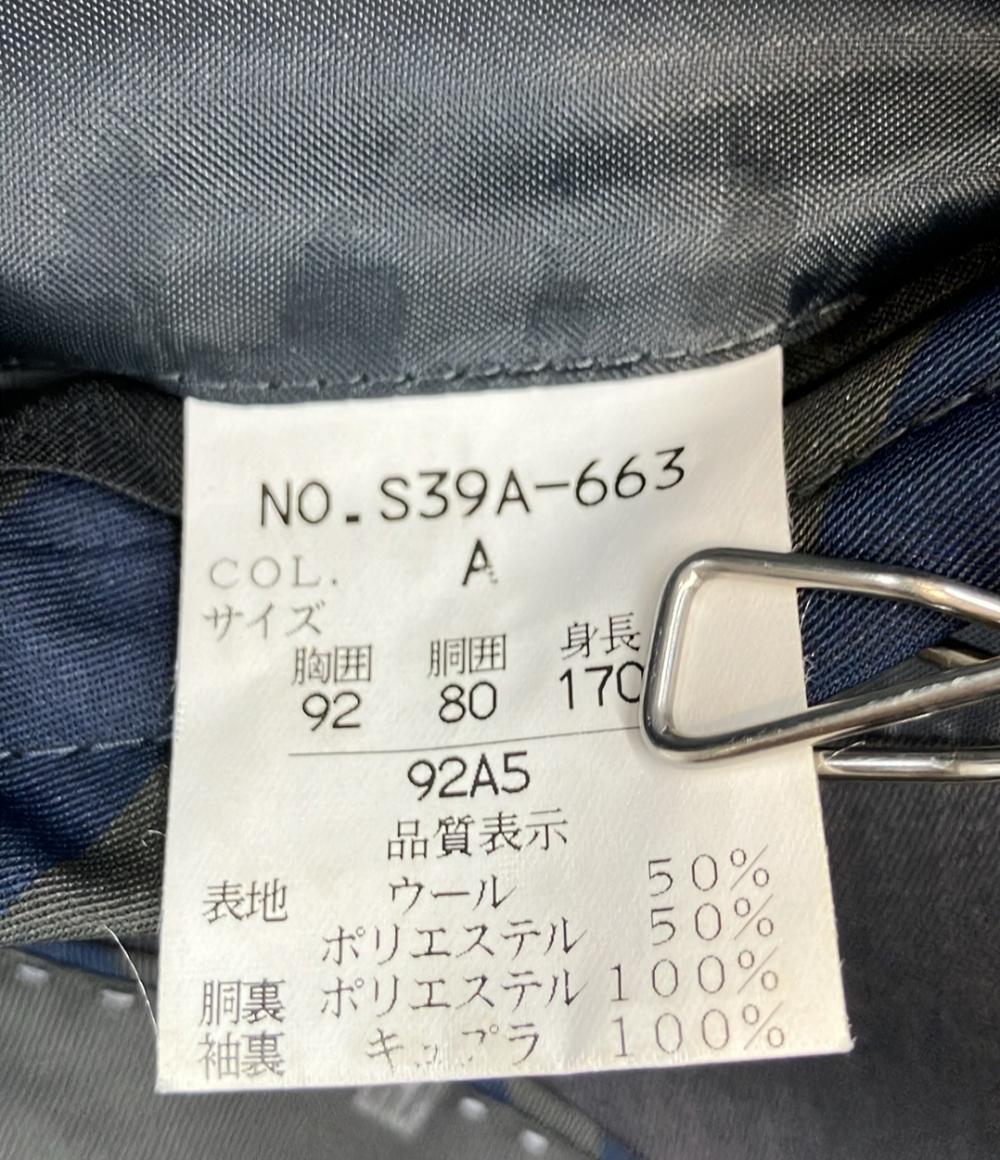 NO.S39A-663
COL. A
サイズ
胸囲 胴囲 身長
92 80 170
92A5
品質表示
表地 ウール 50%
ポリエステル 50%
胴裏 ポリエステル 100%
袖裏 キュプラ 100%